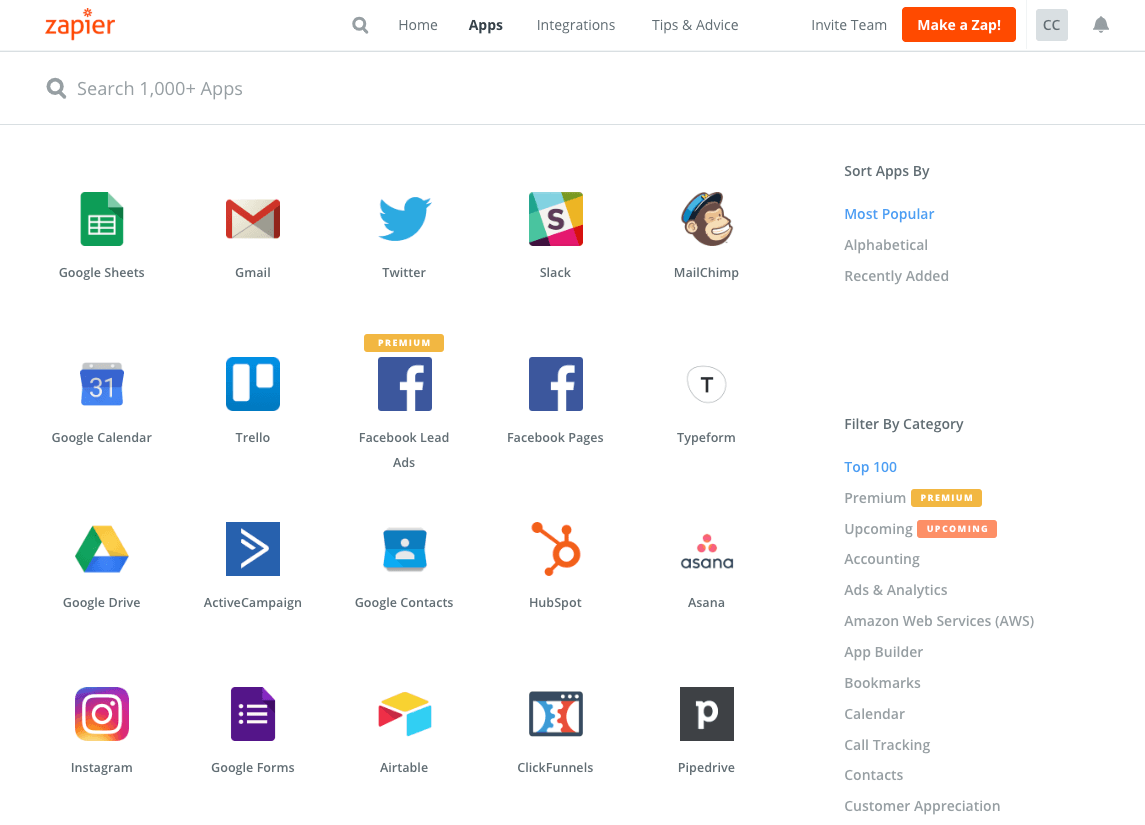 zapier
Home
Apps
Integrations
Tips & Advice
Invite Team
Make a Zap!
CC
Search 1,000+ Apps
S
Google Sheets
Gmail
Twitter
Slack
MailChimp
PREMIUM
31
f
f
T
Google Calendar
Trello
Facebook Lead
Ads
Facebook Pages
Typeform
asana
Google Drive
ActiveCampaign
Google Contacts
HubSpot
Asana
p
Instagram
Google Forms
Airtable
ClickFunnels
Pipedrive
Sort Apps By
Most Popular
Alphabetical
Recently Added
Filter By Category
Top 100
Premium PREMIUM
Upcoming UPCOMING
Accounting
Ads & Analytics
Amazon Web Services (AWS)
App Builder
Bookmarks
Calendar
Call Tracking
Contacts
Customer Appreciation